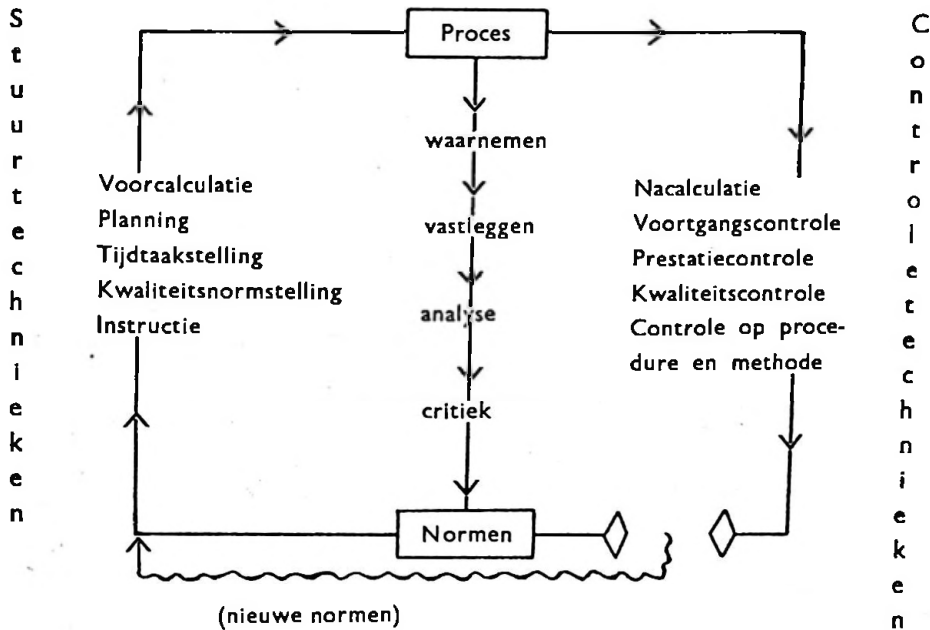 Stuurtechnieken
Proces
waarnemen
vastleggen
analyse
critiek
Normen
Voorcalculatie
Planning
Tijdtaakstelling
Kwaliteitsnormstelling
Instructie
Nacalculatie
Voortgangscontrole
Prestatiecontrole
Kwaliteitscontrole
Controle op proce-
dure en methode
Controletechnieken
(nieuwe normen)